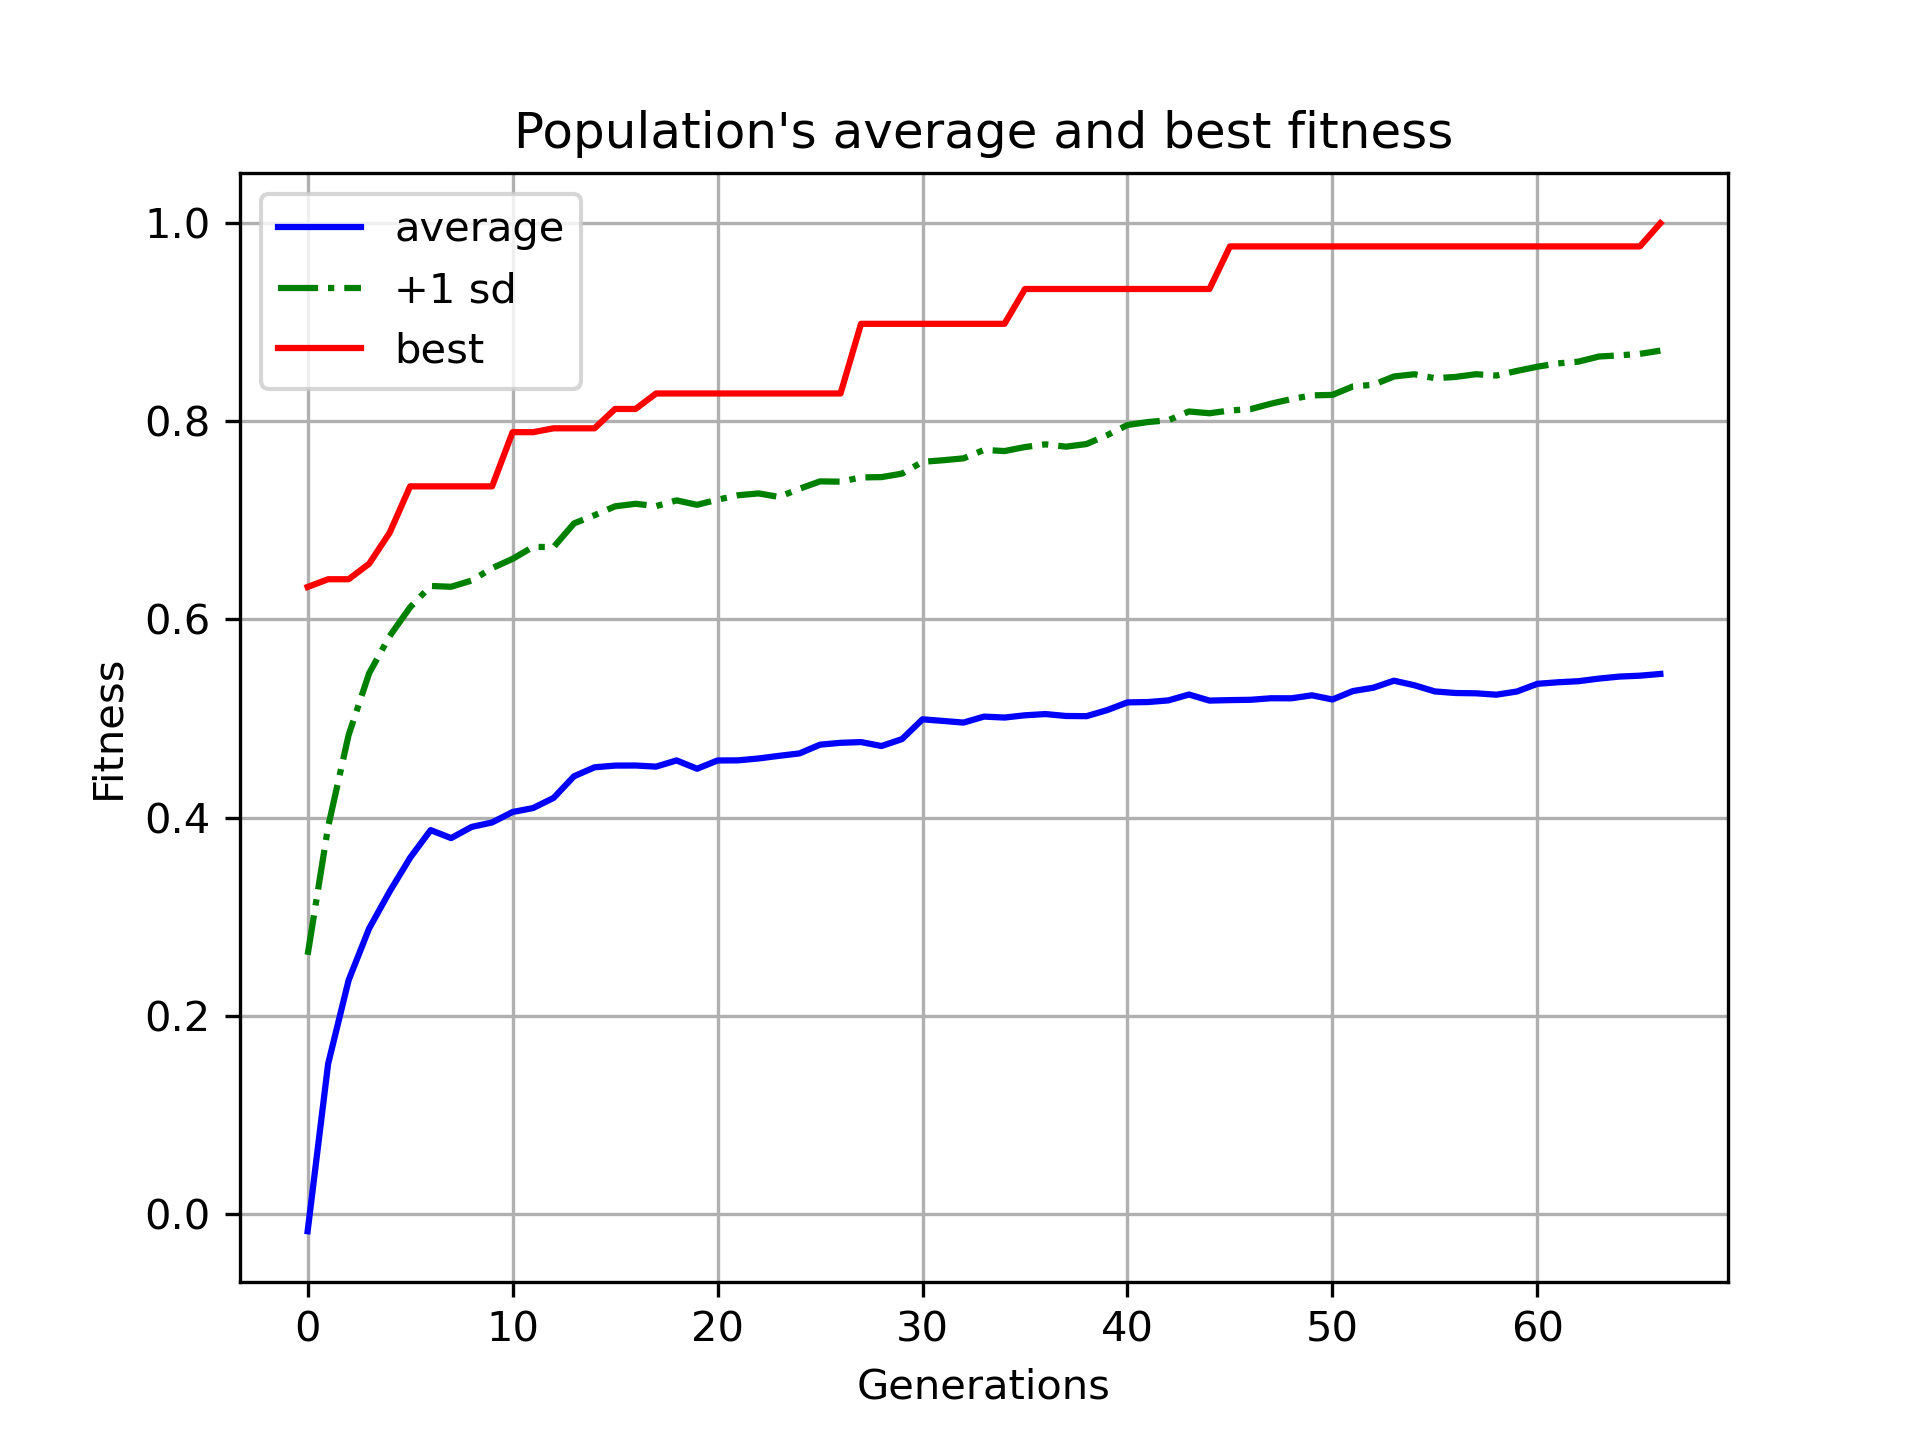 Population's average and best fitness
average
+1 sd
best
1.0
0.8
0.6
0.4
0.2
0.0
Fitness
0 10 20 30 40 50 60
Generations